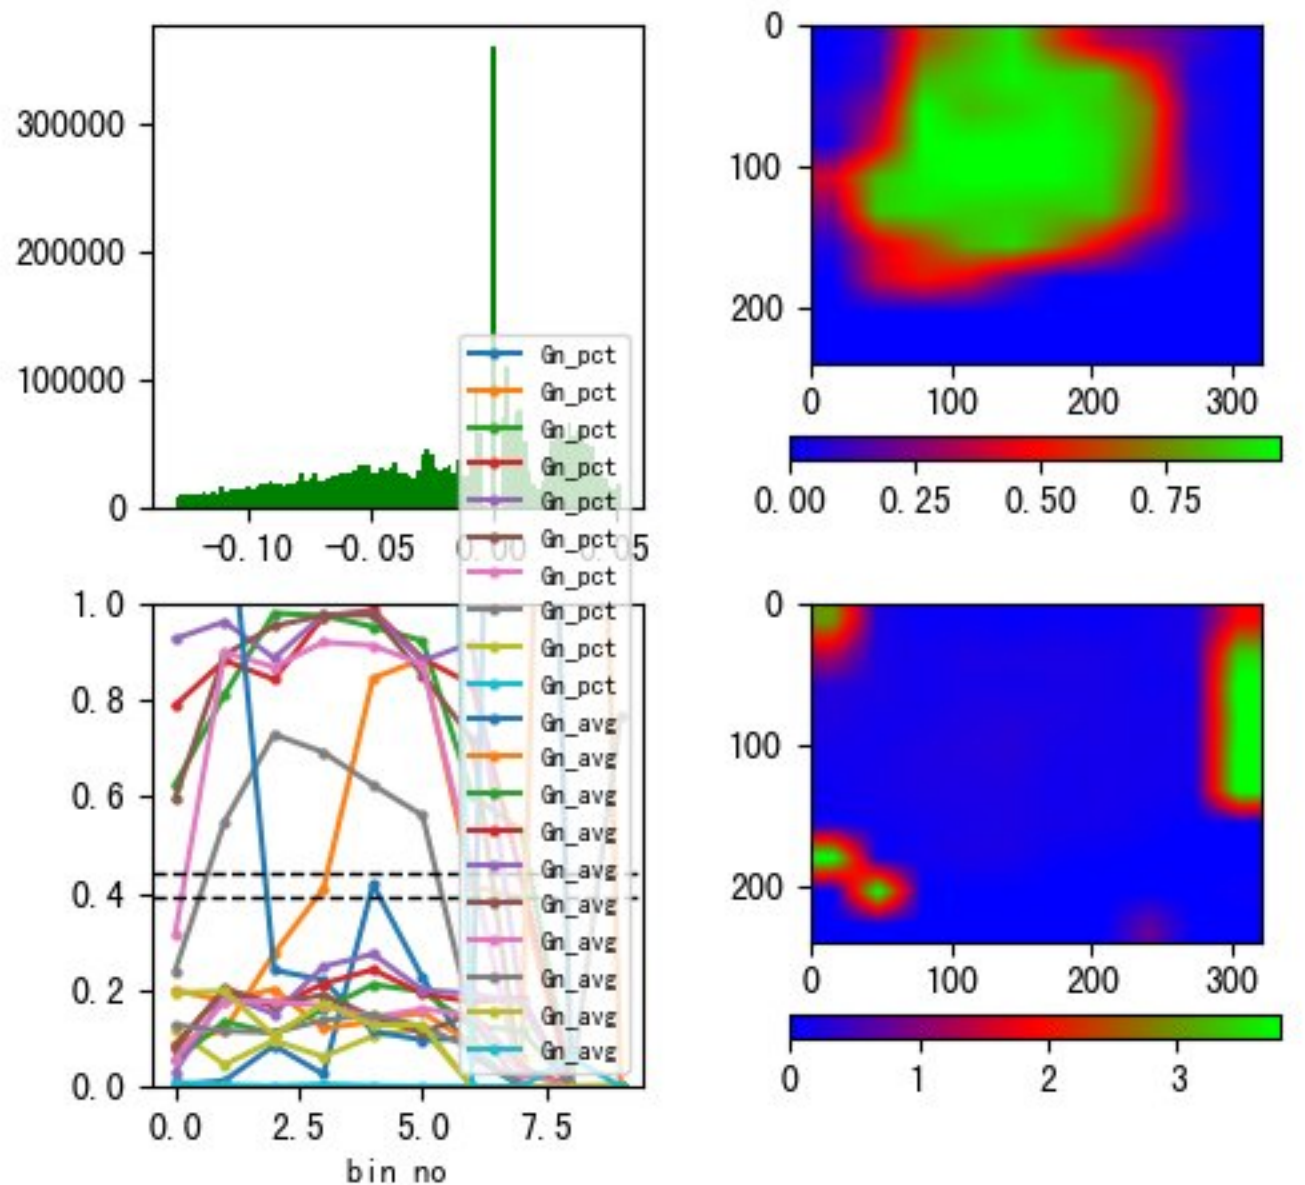 300000
200000
100000
0
-0.10 -0.05 0.00 0.05
0
100
200
0 100 200 300
0.00 0.25 0.50 0.75
Gn_pct
Gn_pct
Gn_pct
Gn_pct
Gn_pct
Gn_pct
Gn_pct
Gn_pct
Gn_pct
Gn_pct
Gn_avg
Gn_avg
Gn_avg
Gn_avg
Gn_avg
Gn_avg
Gn_avg
Gn_avg
Gn_avg
Gn_avg
1.0
0.8
0.6
0.4
0.2
0.0
0.0 2.5 5.0 7.5
bin no
0
100
200
0 100 200 300
0 1 2 3